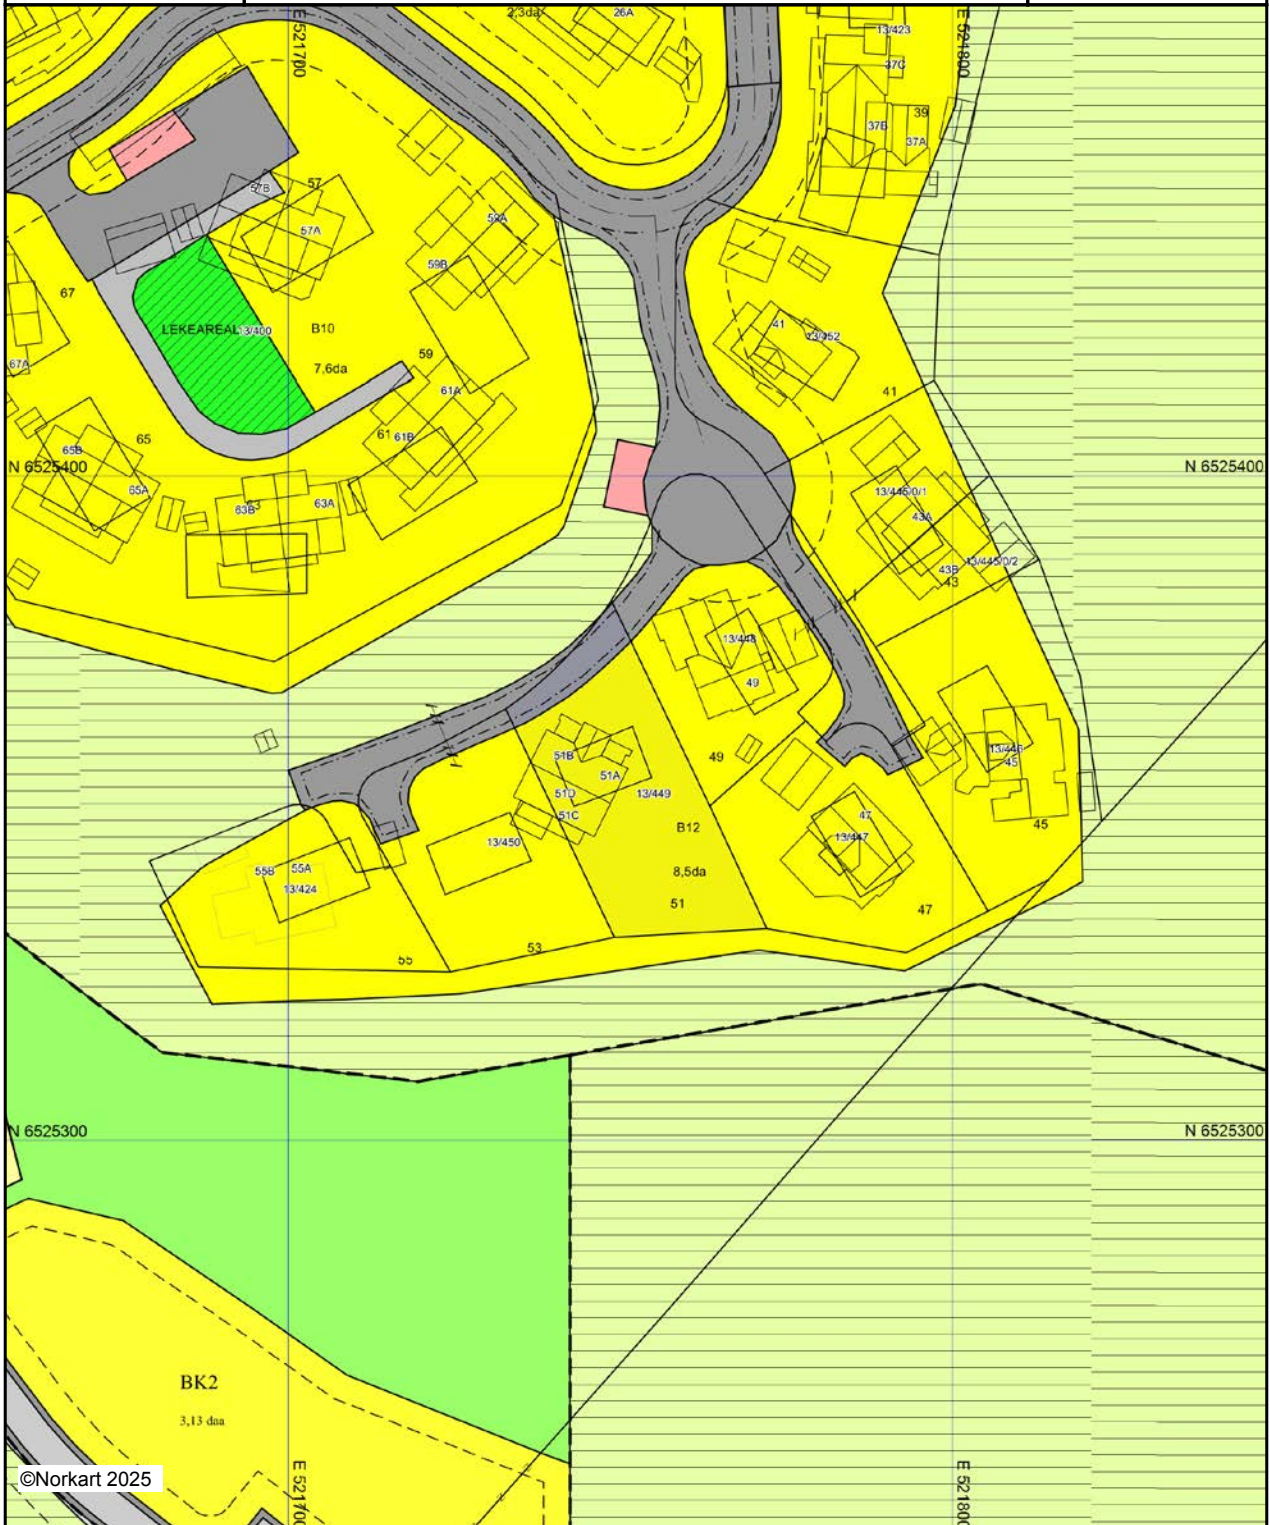 2,3da
26A
E 521700
E 521800
13/423
37C
39
37B
37A
57B
57
57A
59A
59B
67
LEKEAREAL
13/400
B10
41
13/452
59
7,6da
67A
61A
41
65
61
61B
65B
N 6525400
N 6525400
65A
63
63B
63A
13/445/0/1
43A
43B
13/445/0/2
43
13/448
49
51B
49
13/446
45
51A
51D
13/449
51C
B12
47
45
13/450
13/447
55B
55A
8,5da
13/424
51
47
53
55
N 6525300
N 6525300
BK2
3,13 daa
©Norkart 2025
E 521700
E 521800